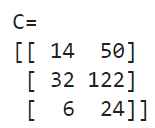 C=
[[ 14  50]
 [ 32 122]
 [  6  24]]